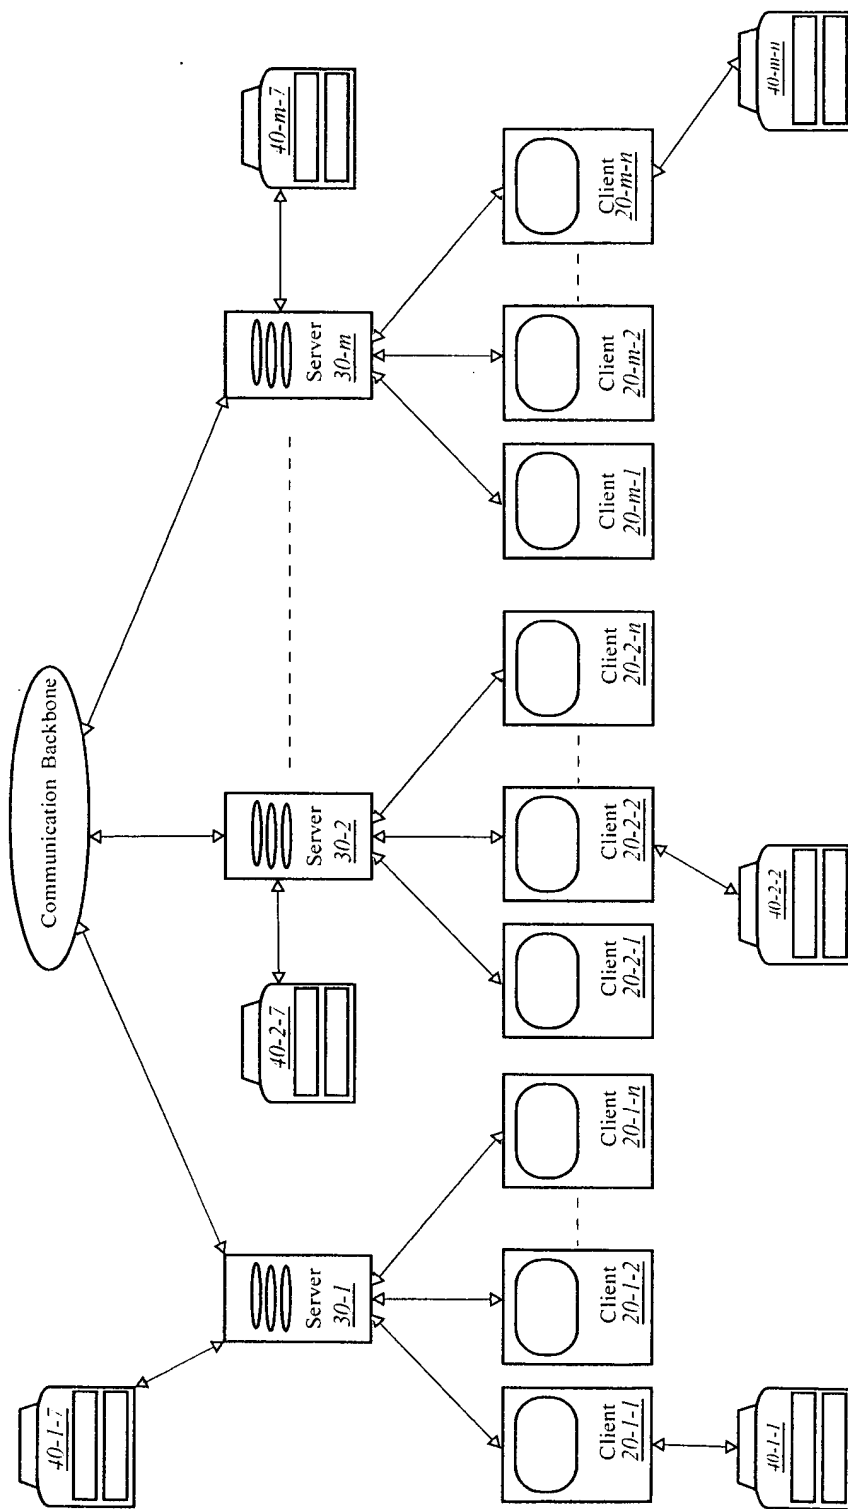 Communication Backbone
40-1-7
Server
30-1
40-2-7
Server
30-2
Server
30-m
40-m-7
Client
20-1-1
Client
20-1-2
Client
20-1-n
Client
20-2-1
Client
20-2-2
Client
20-2-n
Client
20-m-1
Client
20-m-2
Client
20-m-n
40-1-1
40-2-2
40-m-n